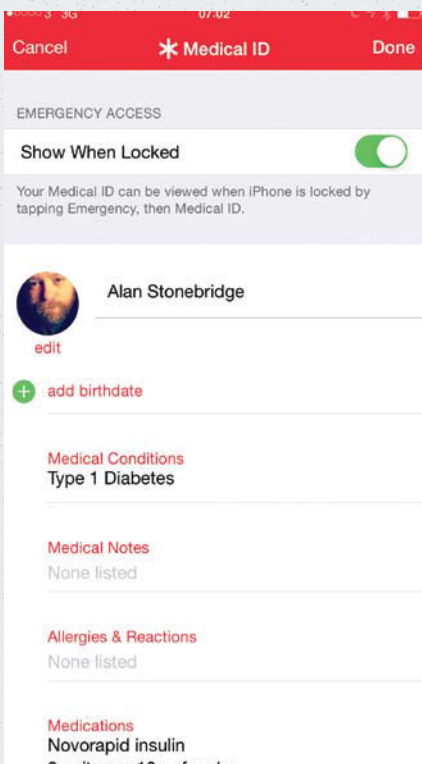 3 3G 07:02
Cancel Medical ID Done
EMERGENCY ACCESS
Show When Locked
Your Medical ID can be viewed when iPhone is locked by
tapping Emergency, then Medical ID.
Alan Stonebridge
edit
add birthdate
Medical Conditions
Type 1 Diabetes
Medical Notes
None listed
Allergies & Reactions
None listed
Medications
Novorapid insulin